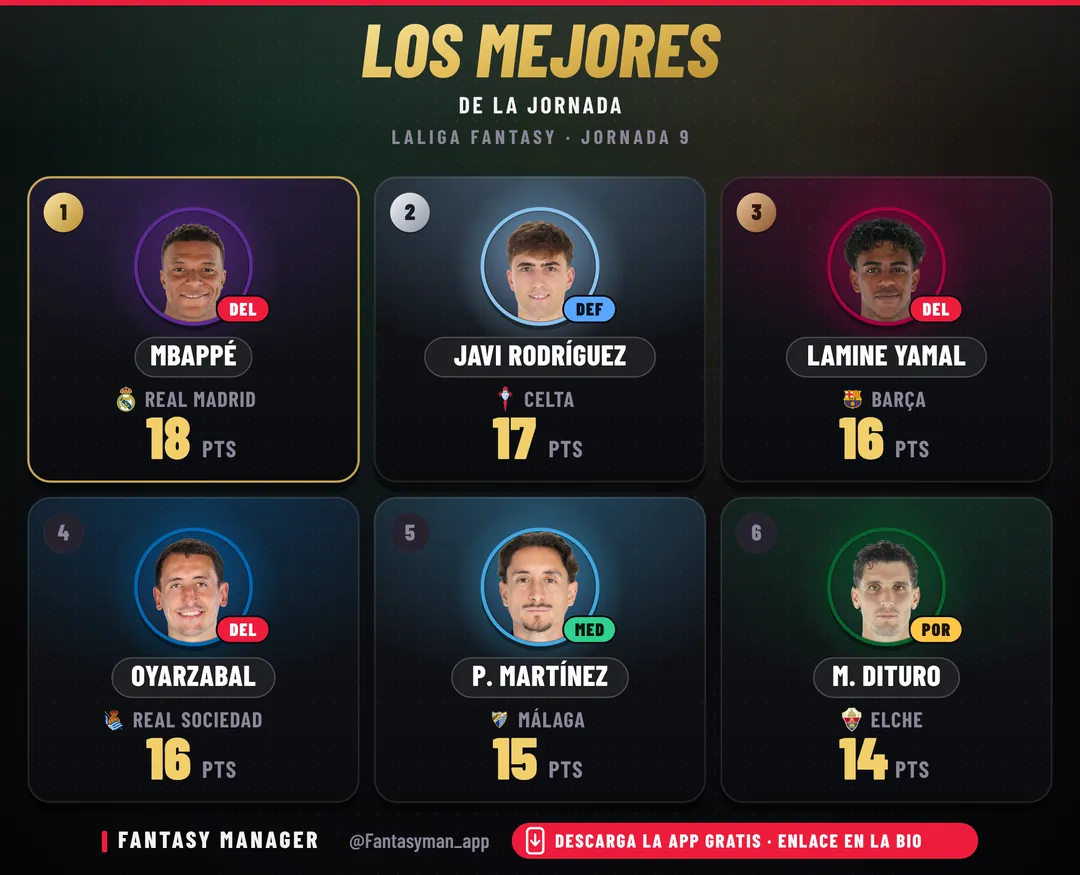 LOS MEJORES
DE LA JORNADA
LALIGA FANTASY · JORNADA 9
1
DEL
MBAPPÉ
REAL MADRID
18 PTS
2
DEF
JAVI RODRÍGUEZ
CELTA
17 PTS
3
DEL
LAMINE YAMAL
BARÇA
16 PTS
4
DEL
OYARZABAL
REAL SOCIEDAD
16 PTS
5
MED
P. MARTÍNEZ
MÁLAGA
15 PTS
6
POR
M. DITURO
ELCHE
14 PTS
FANTASY MANAGER @Fantasyman_app DESCARGA LA APP GRATIS · ENLACE EN LA BIO